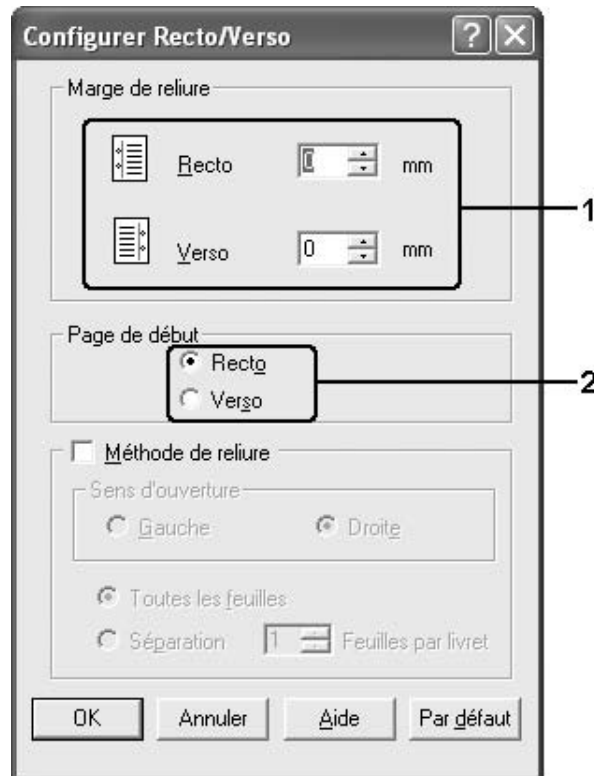 Configurer Recto/Verso
Marge de reliure
Recto 0 mm
1
Verso 0 mm
Page de début
Recto
2
Verso
Méthode de reliure
Sens d'ouverture
Gauche Droite
Toutes les feuilles
Séparation 1 Feuilles par livret
OK Annuler Aide Par défaut